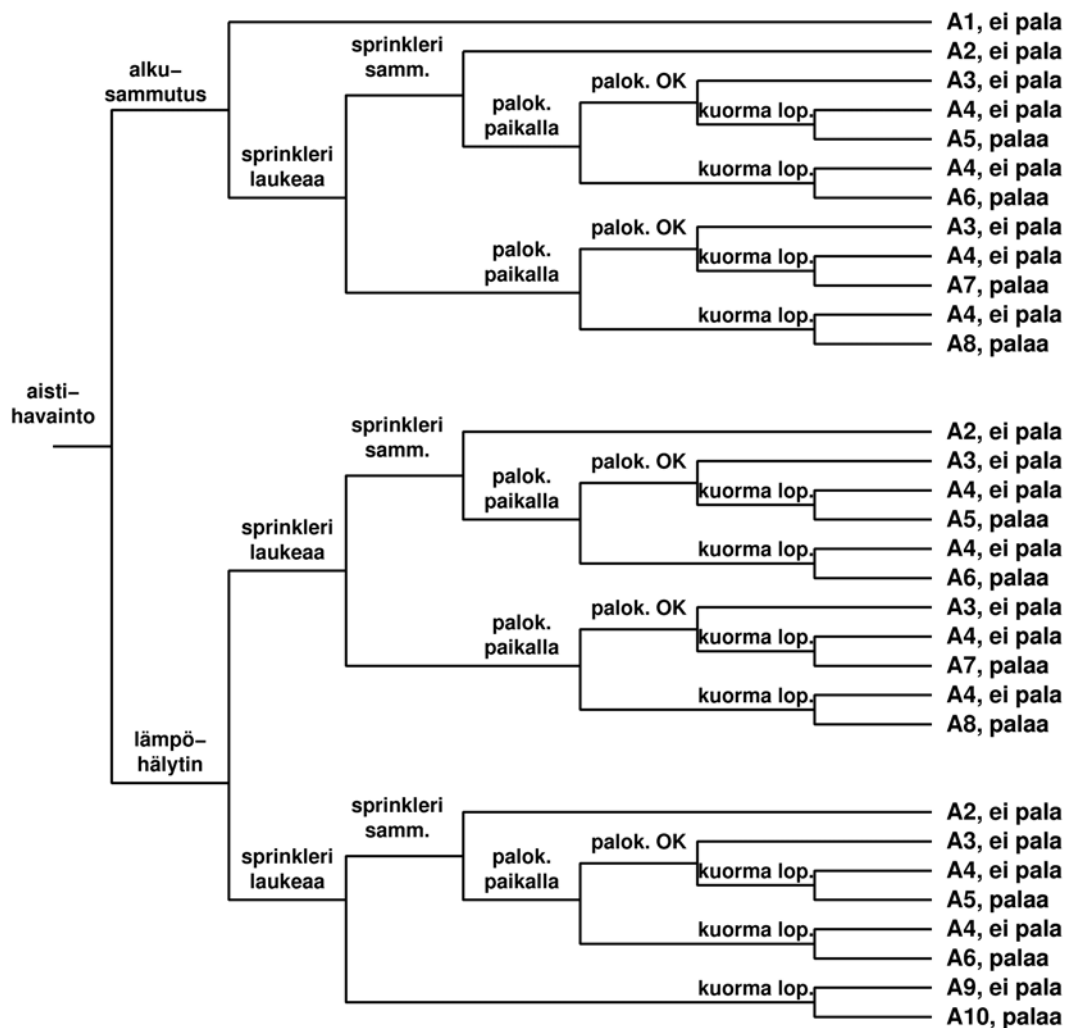 A1, ei pala
sprinkleri
samm.
A2, ei pala
alku–
sammutus
palok. OK
A3, ei pala
palok.
paikalla
kuorma lop.
A4, ei pala
A5, palaa
sprinkleri
laukeaa
kuorma lop.
A4, ei pala
A6, palaa
palok. OK
A3, ei pala
palok.
paikalla
kuorma lop.
A4, ei pala
A7, palaa
kuorma lop.
A4, ei pala
A8, palaa
aisti–
havainto
sprinkleri
samm.
A2, ei pala
palok. OK
A3, ei pala
palok.
paikalla
kuorma lop.
A4, ei pala
A5, palaa
sprinkleri
laukeaa
kuorma lop.
A4, ei pala
A6, palaa
palok. OK
A3, ei pala
palok.
paikalla
kuorma lop.
A4, ei pala
A7, palaa
kuorma lop.
A4, ei pala
A8, palaa
lämpö–
hälytin
sprinkleri
samm.
A2, ei pala
palok. OK
A3, ei pala
sprinkleri
laukeaa
palok.
paikalla
kuorma lop.
A4, ei pala
A5, palaa
kuorma lop.
A4, ei pala
A6, palaa
kuorma lop.
A9, ei pala
A10, palaa